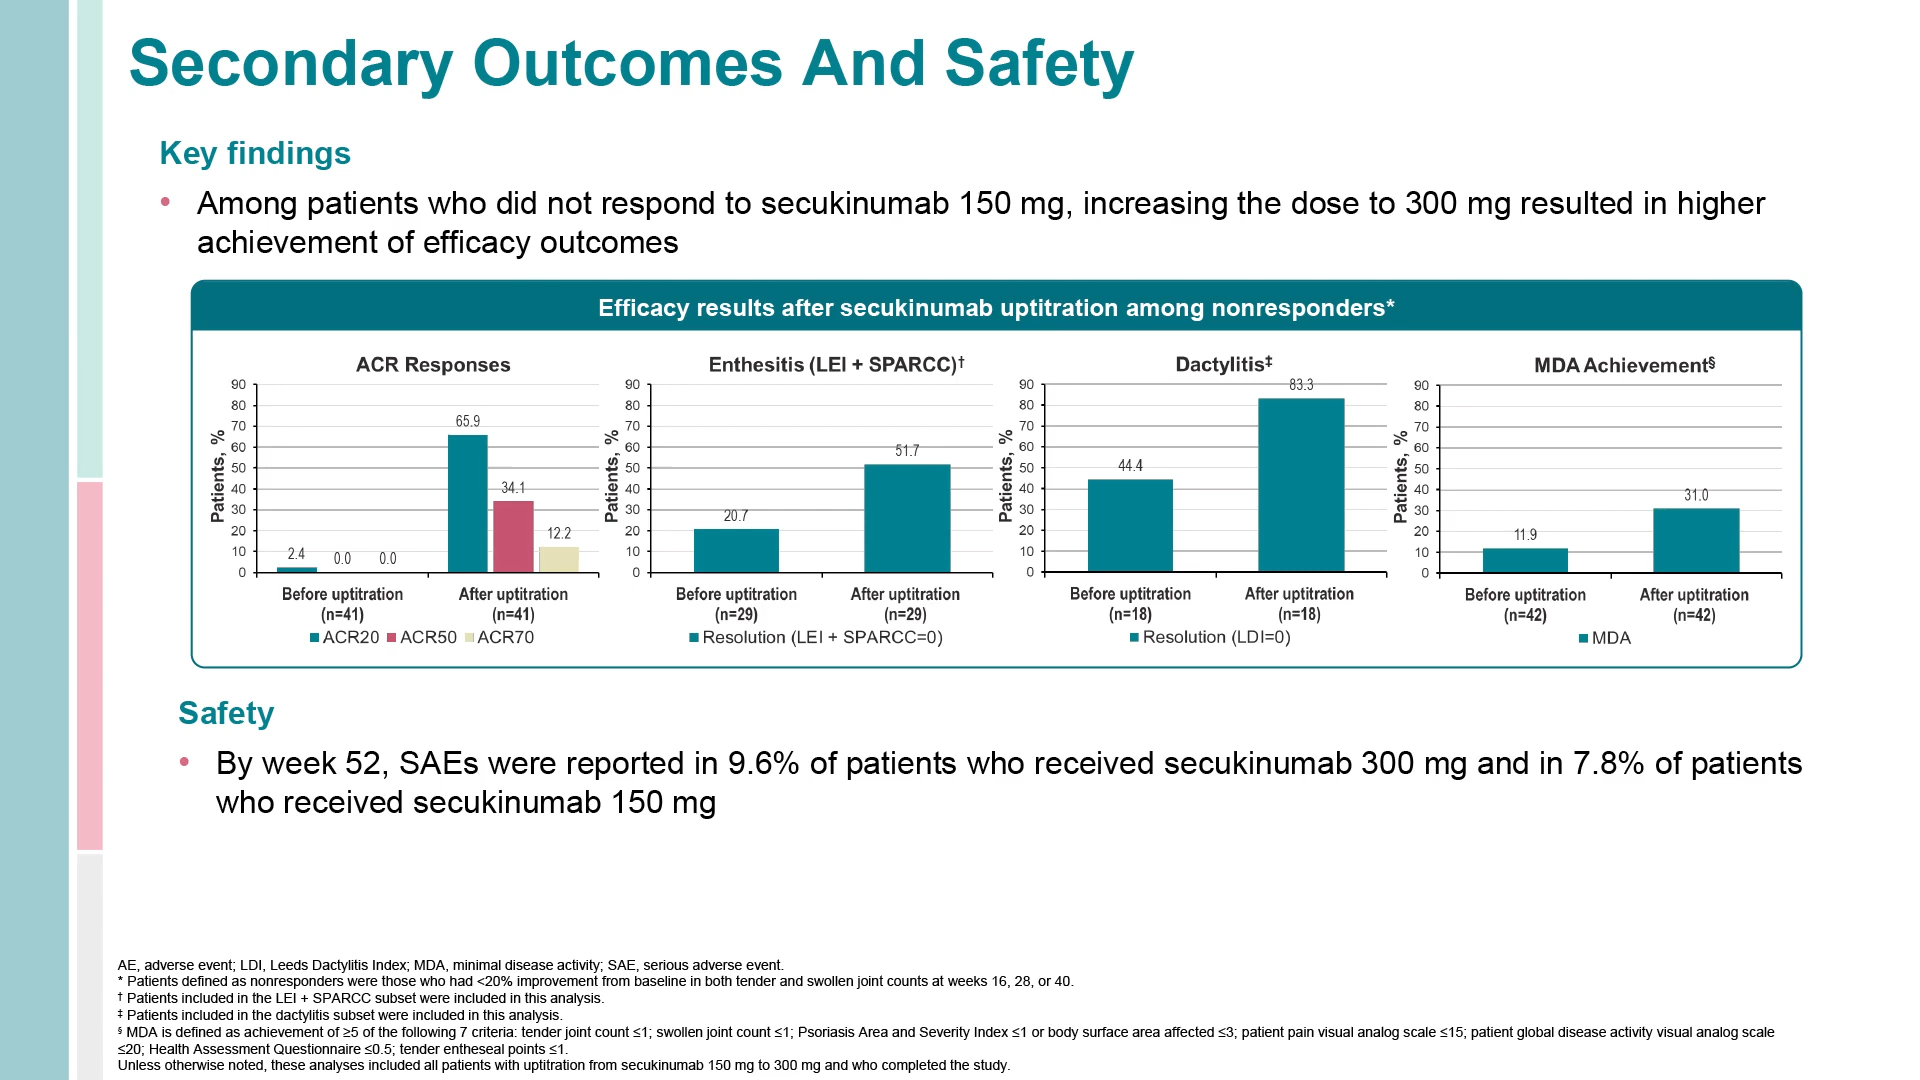 Secondary Outcomes And Safety
Key findings
• Among patients who did not respond to secukinumab 150 mg, increasing the dose to 300 mg resulted in higher
achievement of efficacy outcomes
Efficacy results after secukinumab uptitration among nonresponders*
ACR Responses
Patients, %
90
80
70
60
50
40
30
20
10
0
2.4
0.0
0.0
65.9
34.1
12.2
Before uptitration
(n=41)
After uptitration
(n=41)
ACR20 ACR50 ACR70
Enthesitis (LEI + SPARCC)†
Patients, %
90
80
70
60
50
40
30
20
10
0
20.7
51.7
Before uptitration
(n=29)
After uptitration
(n=29)
Resolution (LEI + SPARCC=0)
Dactylitis‡
Patients, %
90
80
70
60
50
40
30
20
10
0
44.4
83.3
Before uptitration
(n=18)
After uptitration
(n=18)
Resolution (LDI=0)
MDA Achievement§
Patients, %
90
80
70
60
50
40
30
20
10
0
11.9
31.0
Before uptitration
(n=42)
After uptitration
(n=42)
MDA
Safety
• By week 52, SAEs were reported in 9.6% of patients who received secukinumab 300 mg and in 7.8% of patients
who received secukinumab 150 mg
AE, adverse event; LDI, Leeds Dactylitis Index; MDA, minimal disease activity; SAE, serious adverse event.
* Patients defined as nonresponders were those who had <20% improvement from baseline in both tender and swollen joint counts at weeks 16, 28, or 40.
† Patients included in the LEI + SPARCC subset were included in this analysis.
‡ Patients included in the dactylitis subset were included in this analysis.
§ MDA is defined as achievement of ≥5 of the following 7 criteria: tender joint count ≤1; swollen joint count ≤1; Psoriasis Area and Severity Index ≤1 or body surface area affected ≤3; patient pain visual analog scale ≤15; patient global disease activity visual analog scale
≤20; Health Assessment Questionnaire ≤0.5; tender entheseal points ≤1.
Unless otherwise noted, these analyses included all patients with uptitration from secukinumab 150 mg to 300 mg and who completed the study.